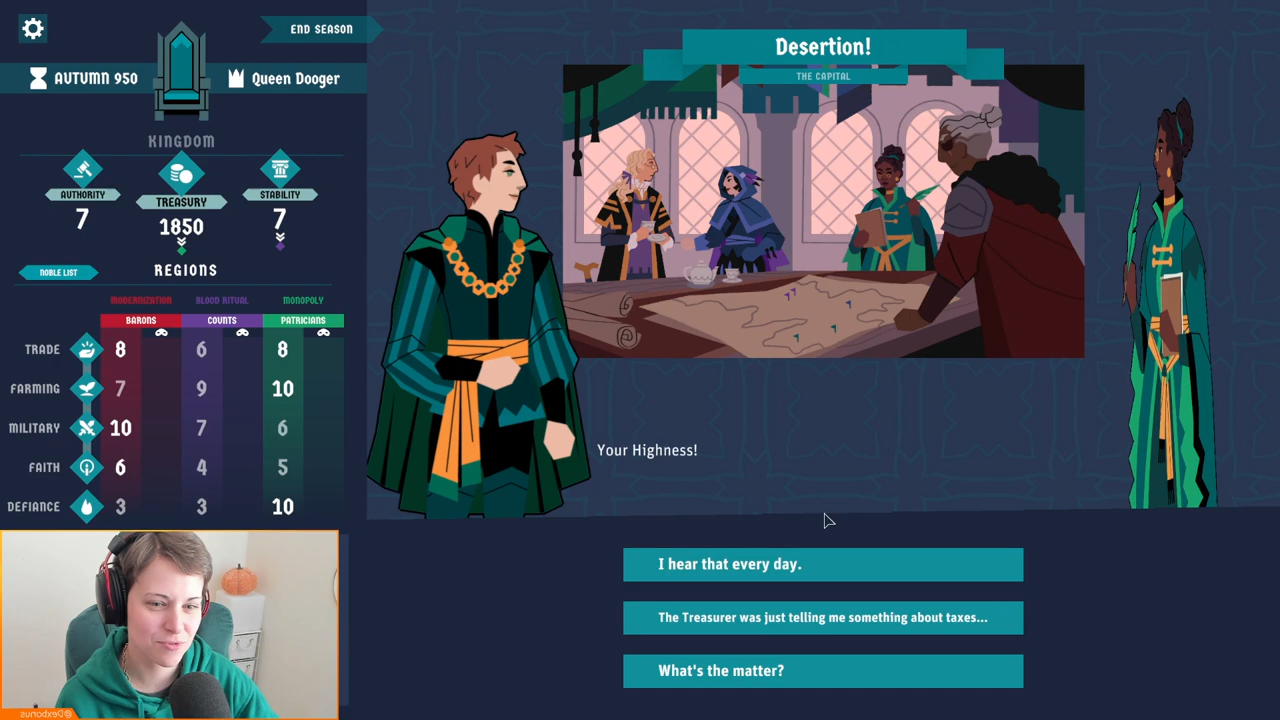 END SEASON
AUTUMN 950
Queen Dooger
KINGDOM
AUTHORITY
7
TREASURY
1850
STABILITY
7
NOBLE LIST
REGIONS
MODERNIZATION BLOOD RITUAL MONOPOLY
BARONS COUNTS PATRICIANS
TRADE 8 6 8
FARMING 7 9 10
MILITARY 10 7 6
FAITH 6 4 5
DEFIANCE 3 3 10
Desertion!
THE CAPITAL
Your Highness!
I hear that every day.
The Treasurer was just telling me something about taxes...
What's the matter?
@Dexbonus